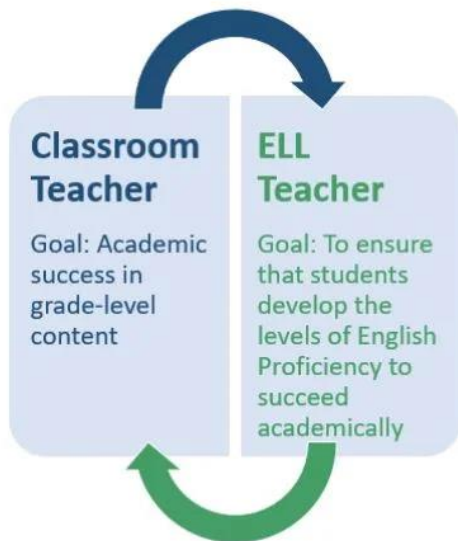 Classroom
Teacher
Goal: Academic
success in
grade-level
content
ELL
Teacher
Goal: To ensure
that students
develop the
levels of English
Proficiency to
succeed
academically